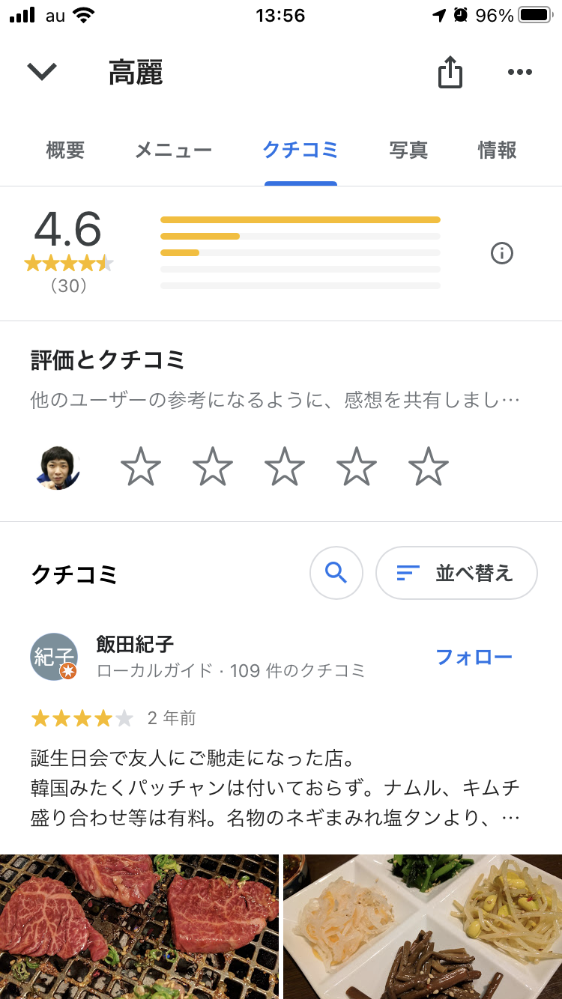 au 13:56 96%
高麗
概要 メニュー クチコミ 写真 情報
4.6
(30)
評価とクチコミ
他のユーザーの参考になるように、感想を共有しまし…
クチコミ
並べ替え
紀子
飯田紀子
ローカルガイド · 109 件のクチコミ
フォロー
2 年前
誕生日会で友人にご馳走になった店。
韓国みたくパッチャンは付いておらず。ナムル、キムチ
盛り合わせ等は有料。名物のネギまみれ塩タンより、…